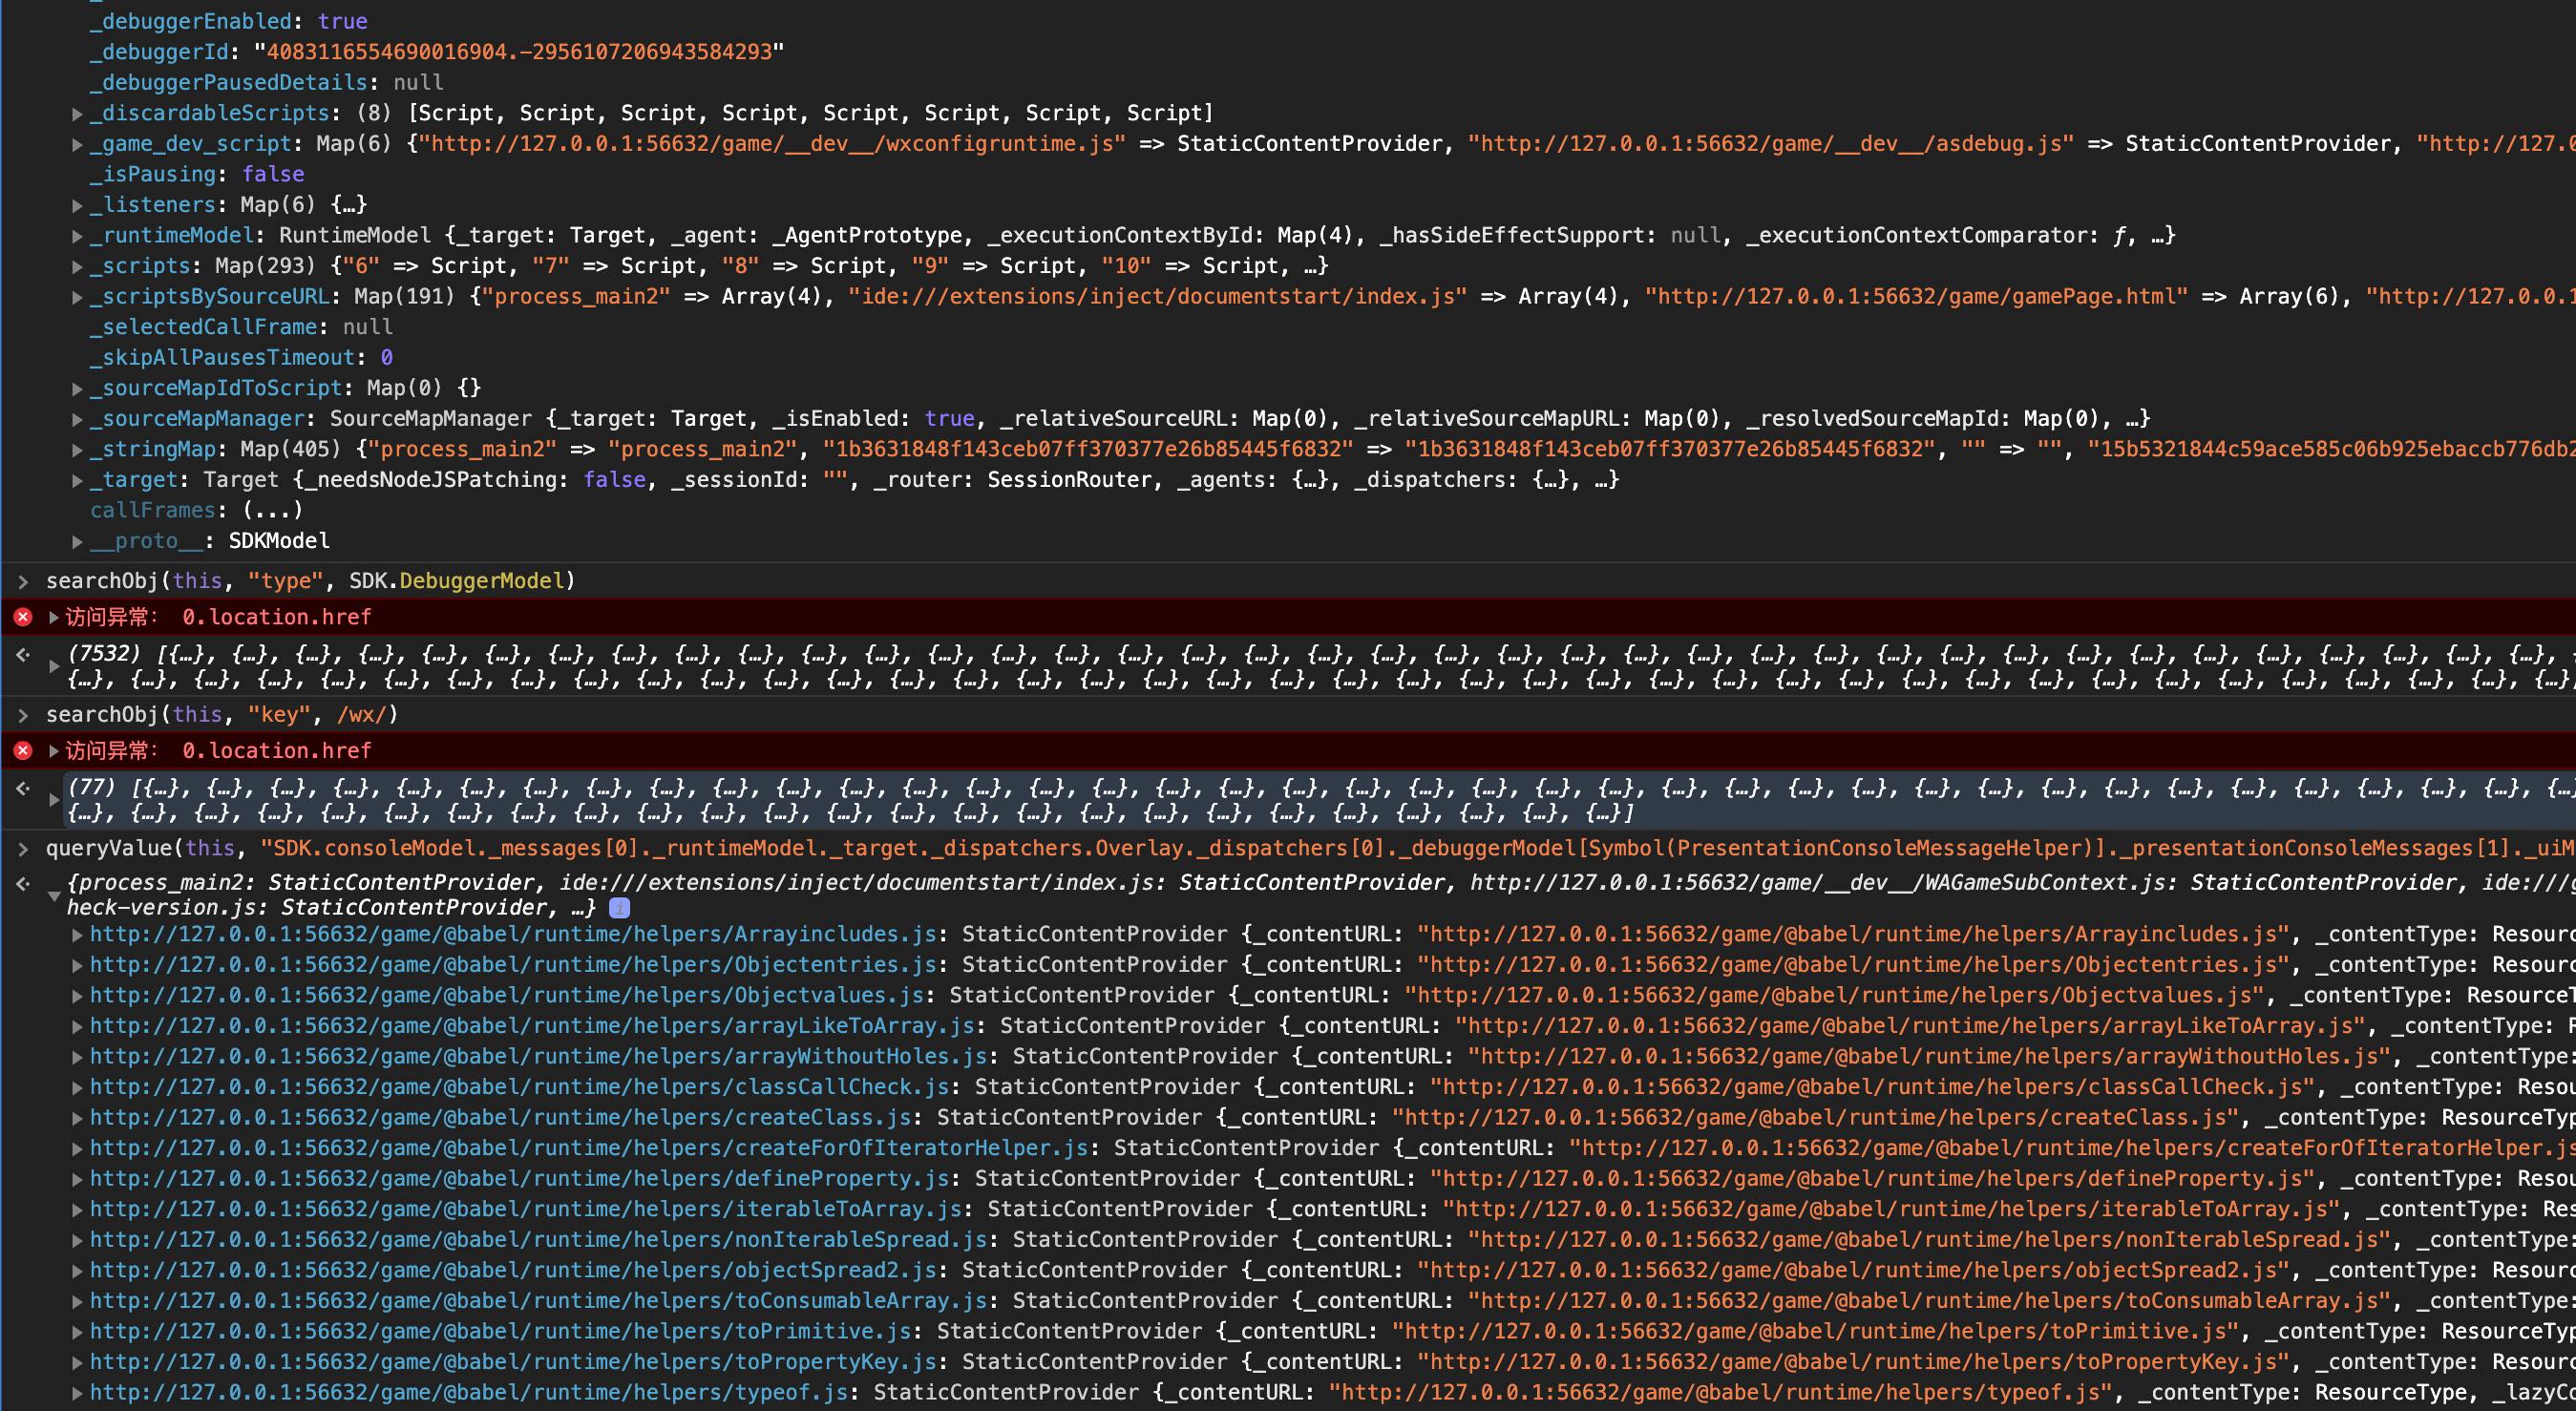 _debuggerEnabled: true
_debuggerId: "4083116554690016904.-2956107206943584293"
_debuggerPausedDetails: null
_discardableScripts: (8) [Script, Script, Script, Script, Script, Script, Script, Script]
_game_dev_script: Map(6) {"http://127.0.0.1:56632/game/__dev__/wxconfigruntime.js" => StaticContentProvider, "http://127.0.0.1:56632/game/__dev__/asdebug.js" => StaticContentProvider, "http://127.0
_isPausing: false
_listeners: Map(6) {…}
_runtimeModel: RuntimeModel {_target: Target, _agent: _AgentPrototype, _executionContextById: Map(4), _hasSideEffectSupport: null, _executionContextComparator: ƒ, …}
_scripts: Map(293) {"6" => Script, "7" => Script, "8" => Script, "9" => Script, "10" => Script, …}
_scriptsBySourceURL: Map(191) {"process_main2" => Array(4), "ide:///extensions/inject/documentstart/index.js" => Array(4), "http://127.0.0.1:56632/game/gamePage.html" => Array(6), "http://127.0.0.1
_selectedCallFrame: null
_skipAllPausesTimeout: 0
_sourceMapIdToScript: Map(0) {}
_sourceMapManager: SourceMapManager {_target: Target, _isEnabled: true, _relativeSourceURL: Map(0), _relativeSourceMapURL: Map(0), _resolvedSourceMapId: Map(0), …}
_stringMap: Map(405) {"process_main2" => "process_main2", "1b3631848f143ceb07ff370377e26b85445f6832" => "1b3631848f143ceb07ff370377e26b85445f6832", "" => "", "15b5321844c59ace585c06b925ebaccb776db2
_target: Target {_needsNodeJSPatching: false, _sessionId: "", _router: SessionRouter, _agents: {…}, _dispatchers: {…}, …}
callFrames: (...)
__proto__: SDKModel
searchObj(this, "type", SDK.DebuggerModel)
访问异常: 0.location.href
(7532) [{…}, {…}, {…}, {…}, {…}, {…}, {…}, {…}, {…}, {…}, {…}, {…}, {…}, {…}, {…}, {…}, {…}, {…}, {…}, {…}, {…}, {…}, {…}, {…}, {…}, {…}, {…}, {…}, {…}, {…}, {…}, {…}, {…}, {…}, {…}, {…}, {…}, {…},
{…}, {…}, {…}, {…}, {…}, {…}, {…}, {…}, {…}, {…}, {…}, {…}, {…}, {…}, {…}, {…}, {…}, {…}, {…}, {…}, {…}, {…}, {…}, {…}, {…}, {…}, {…}, {…}, {…}, {…}, {…}, {…}, {…}, {…}, {…}, {…}, {…}, {…}, {…}, {…}
searchObj(this, "key", /wx/)
访问异常: 0.location.href
(77) [{…}, {…}, {…}, {…}, {…}, {…}, {…}, {…}, {…}, {…}, {…}, {…}, {…}, {…}, {…}, {…}, {…}, {…}, {…}, {…}, {…}, {…}, {…}, {…}, {…}, {…}, {…}, {…}, {…}, {…}, {…}, {…}, {…}, {…}, {…}, {…}, {…}, {…}, {…}
{…}, {…}, {…}, {…}, {…}, {…}, {…}, {…}, {…}, {…}, {…}, {…}, {…}, {…}, {…}, {…}, {…}, {…}, {…}, {…}, {…}, {…}, {…}, {…}, {…}]
queryValue(this, "SDK.consoleModel._messages[0]._runtimeModel._target._dispatchers.Overlay._dispatchers[0]._debuggerModel[Symbol(PresentationConsoleMessageHelper)]._presentationConsoleMessages[1]._uiM
{process_main2: StaticContentProvider, ide:///extensions/inject/documentstart/index.js: StaticContentProvider, http://127.0.0.1:56632/game/__dev__/WAGameSubContext.js: StaticContentProvider, ide:///g
heck-version.js: StaticContentProvider, …} i
http://127.0.0.1:56632/game/@babel/runtime/helpers/Arrayincludes.js: StaticContentProvider {_contentURL: "http://127.0.0.1:56632/game/@babel/runtime/helpers/Arrayincludes.js", _contentType: Resourc
http://127.0.0.1:56632/game/@babel/runtime/helpers/Objectentries.js: StaticContentProvider {_contentURL: "http://127.0.0.1:56632/game/@babel/runtime/helpers/Objectentries.js", _contentType: Resourc
http://127.0.0.1:56632/game/@babel/runtime/helpers/Objectvalues.js: StaticContentProvider {_contentURL: "http://127.0.0.1:56632/game/@babel/runtime/helpers/Objectvalues.js", _contentType: ResourceT
http://127.0.0.1:56632/game/@babel/runtime/helpers/arrayLikeToArray.js: StaticContentProvider {_contentURL: "http://127.0.0.1:56632/game/@babel/runtime/helpers/arrayLikeToArray.js", _contentType: R
http://127.0.0.1:56632/game/@babel/runtime/helpers/arrayWithoutHoles.js: StaticContentProvider {_contentURL: "http://127.0.0.1:56632/game/@babel/runtime/helpers/arrayWithoutHoles.js", _contentType:
http://127.0.0.1:56632/game/@babel/runtime/helpers/classCallCheck.js: StaticContentProvider {_contentURL: "http://127.0.0.1:56632/game/@babel/runtime/helpers/classCallCheck.js", _contentType: Resou
http://127.0.0.1:56632/game/@babel/runtime/helpers/createClass.js: StaticContentProvider {_contentURL: "http://127.0.0.1:56632/game/@babel/runtime/helpers/createClass.js", _contentType: ResourceTyp
http://127.0.0.1:56632/game/@babel/runtime/helpers/createForOfIteratorHelper.js: StaticContentProvider {_contentURL: "http://127.0.0.1:56632/game/@babel/runtime/helpers/createForOfIteratorHelper.js
http://127.0.0.1:56632/game/@babel/runtime/helpers/defineProperty.js: StaticContentProvider {_contentURL: "http://127.0.0.1:56632/game/@babel/runtime/helpers/defineProperty.js", _contentType: Resou
http://127.0.0.1:56632/game/@babel/runtime/helpers/iterableToArray.js: StaticContentProvider {_contentURL: "http://127.0.0.1:56632/game/@babel/runtime/helpers/iterableToArray.js", _contentType: Res
http://127.0.0.1:56632/game/@babel/runtime/helpers/nonIterableSpread.js: StaticContentProvider {_contentURL: "http://127.0.0.1:56632/game/@babel/runtime/helpers/nonIterableSpread.js", _contentType:
http://127.0.0.1:56632/game/@babel/runtime/helpers/objectSpread2.js: StaticContentProvider {_contentURL: "http://127.0.0.1:56632/game/@babel/runtime/helpers/objectSpread2.js", _contentType: Resourc
http://127.0.0.1:56632/game/@babel/runtime/helpers/toConsumableArray.js: StaticContentProvider {_contentURL: "http://127.0.0.1:56632/game/@babel/runtime/helpers/toConsumableArray.js", _contentType:
http://127.0.0.1:56632/game/@babel/runtime/helpers/toPrimitive.js: StaticContentProvider {_contentURL: "http://127.0.0.1:56632/game/@babel/runtime/helpers/toPrimitive.js", _contentType: ResourceTyp
http://127.0.0.1:56632/game/@babel/runtime/helpers/toPropertyKey.js: StaticContentProvider {_contentURL: "http://127.0.0.1:56632/game/@babel/runtime/helpers/toPropertyKey.js", _contentType: Resourc
http://127.0.0.1:56632/game/@babel/runtime/helpers/typeof.js: StaticContentProvider {_contentURL: "http://127.0.0.1:56632/game/@babel/runtime/helpers/typeof.js", _contentType: ResourceType, _lazyCo